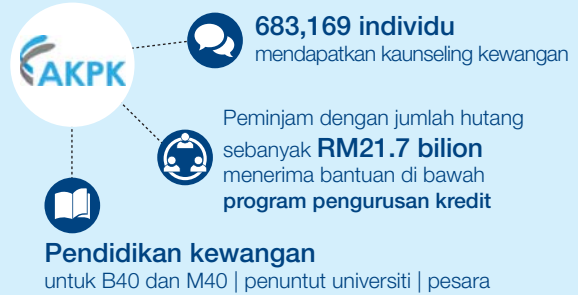 AKPK
683,169 individu
mendapatkan kaunseling kewangan
Peminjam dengan jumlah hutang
sebanyak RM21.7 bilion
menerima bantuan di bawah
program pengurusan kredit
Pendidikan kewangan
untuk B40 dan M40 | penuntut universiti | pesara